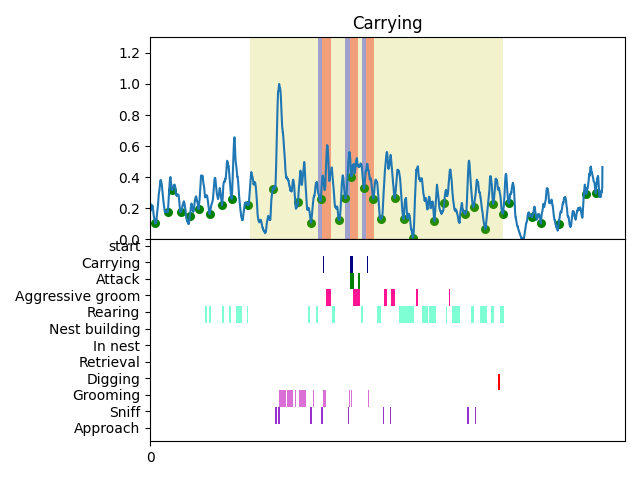 Carrying
1.2
1.0
0.8
0.6
0.4
0.2
0.0
start
Carrying
Attack
Aggressive groom
Rearing
Nest building
In nest
Retrieval
Digging
Grooming
Sniff
Approach
0